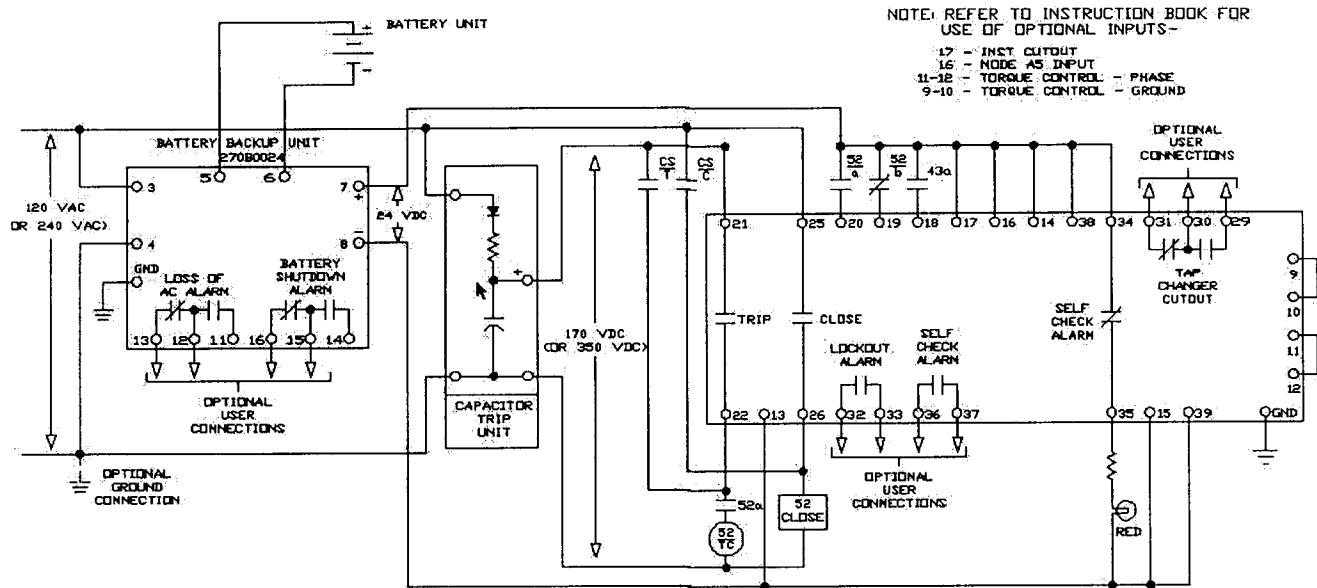 NOTE: REFER TO INSTRUCTION BOOK FOR
USE OF OPTIONAL INPUTS-
17 - INST CUTOUT
16 - NODE A5 INPUT
11-12 - TORQUE CONTROL - PHASE
9-10 - TORQUE CONTROL - GROUND
+ BATTERY UNIT
-
BATTERY BACKUP UNIT
270B0024
5 6
3 7
+
120 VAC
(OR 240 VAC)
24 VDC
4 8
-
GND
LOSS OF
AC ALARM
BATTERY
SHUTDOWN
ALARM
13 12 11 16 15 14
OPTIONAL
USER
CONNECTIONS
OPTIONAL
GROUND
CONNECTION
+
CAPACITOR
TRIP
UNIT
170 VDC
(OR 350 VDC)
CS
T
CS
C
52
a
52
b
43a
OPTIONAL
USER
CONNECTIONS
21 25 20 19 18 17 16 14 38 34 31 30 29
TAP
CHANGER
CUTOUT
9
10
11
12
TRIP
CLOSE
SELF
CHECK
ALARM
LOCKOUT
ALARM
SELF
CHECK
ALARM
22 13 26 32 33 36 37 35 15 39 GND
OPTIONAL
USER
CONNECTIONS
52a
52
CLOSE
52
TC
RED